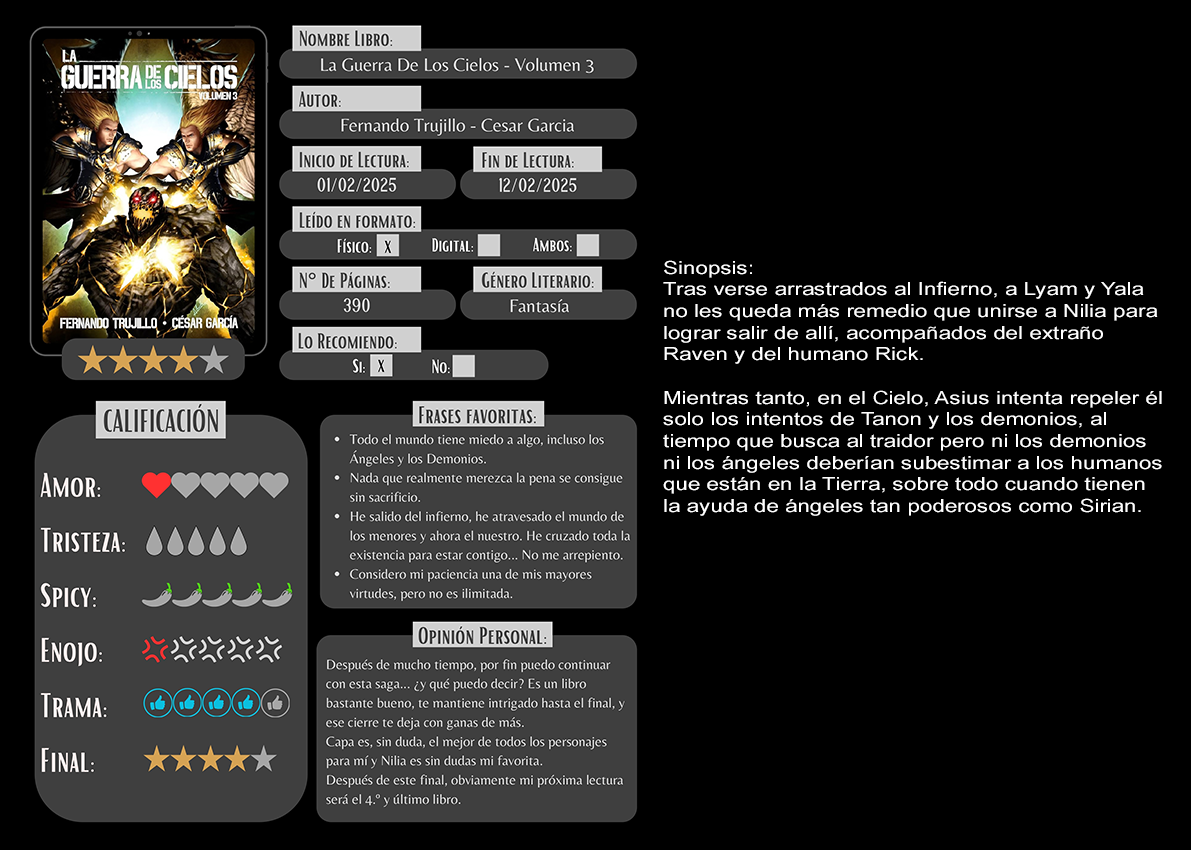 LA
GUERRA DE LOS CIELOS
VOLUMEN 3
FERNANDO TRUJILLO • CÉSAR GARCÍA
Nombre Libro:
La Guerra De Los Cielos - Volumen 3
Autor:
Fernando Trujillo - Cesar Garcia
Inicio de Lectura:
01/02/2025
Fin de Lectura:
12/02/2025
Leído en formato:
Físico: X Digital: Ambos:
N° De Páginas:
390
Género Literario:
Fantasía
Lo Recomiendo:
Si: X No:
Calificación
Amor:
Tristeza:
Spicy:
Enojo:
Trama:
Final:
Frases favoritas:
• Todo el mundo tiene miedo a algo, incluso los
Ángeles y los Demonios.
• Nada que realmente merezca la pena se consigue
sin sacrificio.
• He salido del infierno, he atravesado el mundo de
los menores y ahora el nuestro. He cruzado toda la
existencia para estar contigo... No me arrepiento.
• Considero mi paciencia una de mis mayores
virtudes, pero no es ilimitada.
Opinión Personal:
Después de mucho tiempo, por fin puedo continuar
con esta saga... ¿y qué puedo decir? Es un libro
bastante bueno, te mantiene intrigado hasta el final, y
ese cierre te deja con ganas de más.
Capa es, sin duda, el mejor de todos los personajes
para mí y Nilia es sin dudas mi favorita.
Después de este final, obviamente mi próxima lectura
será el 4.º y último libro.
Sinopsis:
Tras verse arrastrados al Infierno, a Lyam y Yala
no les queda más remedio que unirse a Nilia para
lograr salir de allí, acompañados del extraño
Raven y del humano Rick.
Mientras tanto, en el Cielo, Asius intenta repeler él
solo los intentos de Tanon y los demonios, al
tiempo que busca al traidor pero ni los demonios
ni los ángeles deberían subestimar a los humanos
que están en la Tierra, sobre todo cuando tienen
la ayuda de ángeles tan poderosos como Sirian.